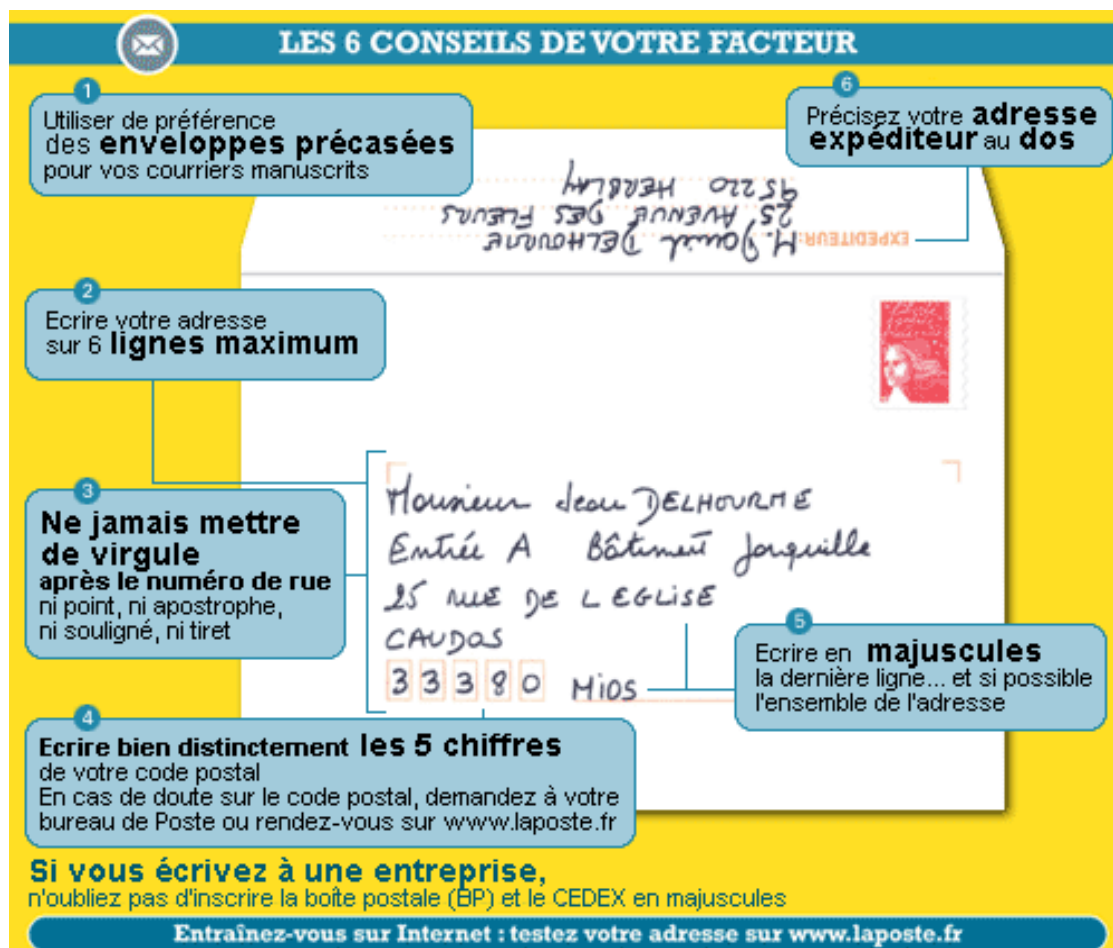 LES 6 CONSEILS DE VOTRE FACTEUR
1
Utiliser de préférence
des enveloppes précasées
pour vos courriers manuscrits
6
Précisez votre adresse
expéditeur au dos
EXPEDITEUR:
M. Daniel DELHOURME
25, AVENUE DES FLEURS
95220 HERBLAY
2
Ecrire votre adresse
sur 6 lignes maximum
3
Ne jamais mettre
de virgule
après le numéro de rue
ni point, ni apostrophe,
ni souligné, ni tiret
Monsieur Jean DELHOURME
Entrée A Bâtiment Jonquille
25 RUE DE L EGLISE
CAUDOS
33380 MIOS
5
Ecrire en majuscules
la dernière ligne... et si possible
l'ensemble de l'adresse
4
Ecrire bien distinctement les 5 chiffres
de votre code postal
En cas de doute sur le code postal, demandez à votre
bureau de Poste ou rendez-vous sur www.laposte.fr
Si vous écrivez à une entreprise,
n'oubliez pas d'inscrire la boîte postale (BP) et le CEDEX en majuscules
Entraînez-vous sur Internet : testez votre adresse sur www.laposte.fr